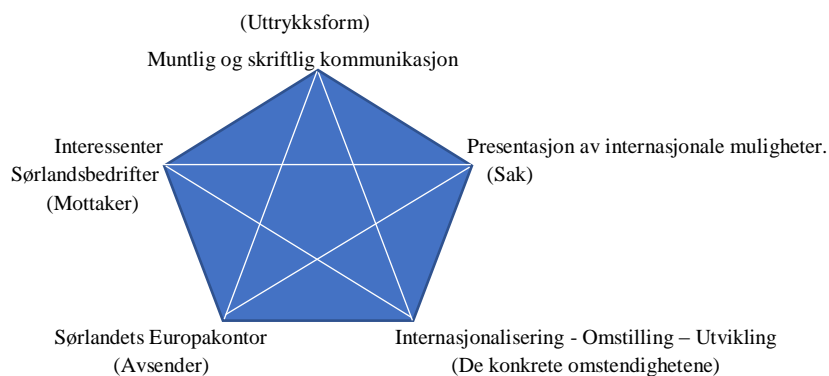 (Uttrykksform)
Muntlig og skriftlig kommunikasjon
Interessenter
Sørlandsbedrifter
(Mottaker)
Presentasjon av internasjonale muligheter.
(Sak)
Sørlandets Europakontor
(Avsender)
Internasjonalisering - Omstilling – Utvikling
(De konkrete omstendighetene)